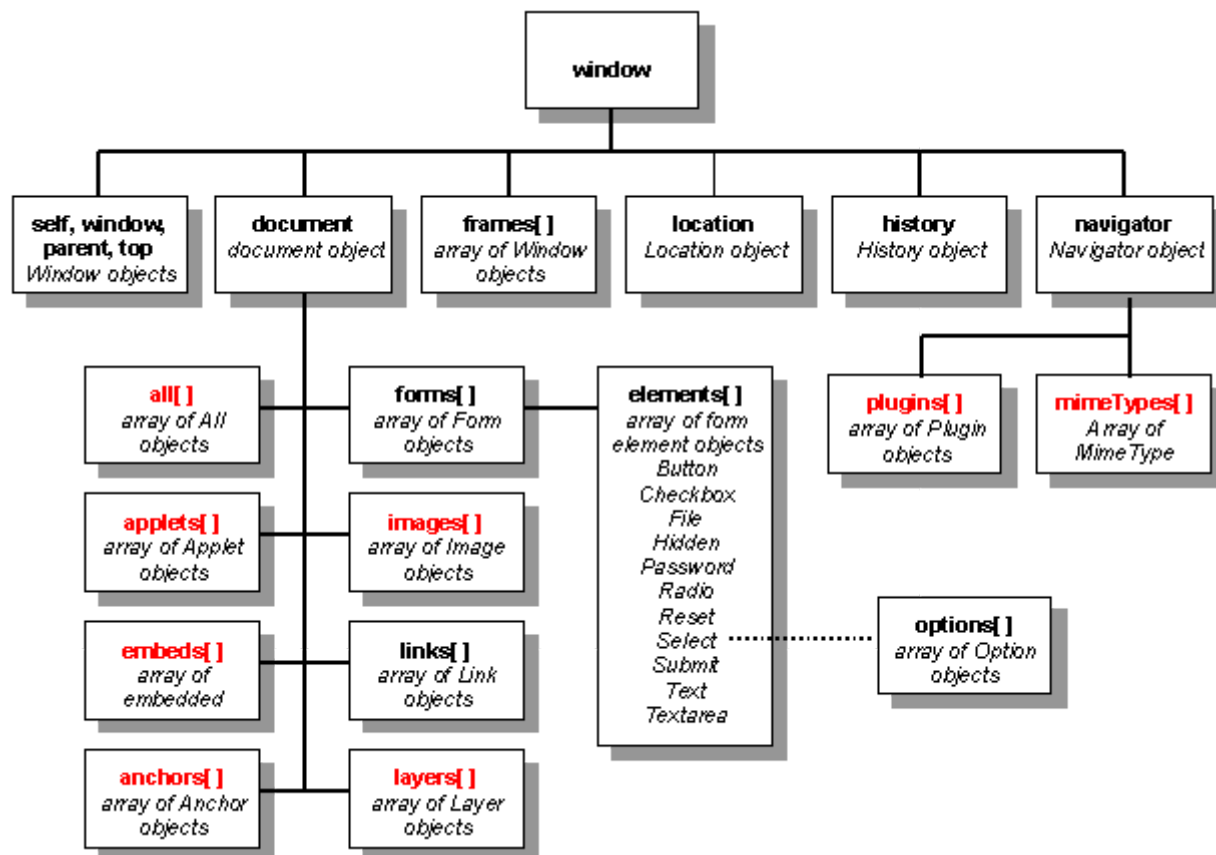 window
self, window,
parent, top
Window objects
document
document object
frames[ ]
array of Window
objects
location
Location object
history
History object
navigator
Navigator object
all[ ]
array of All
objects
forms[ ]
array of Form
objects
elements[ ]
array of form
element objects
Button
Checkbox
File
Hidden
Password
Radio
Reset
Select
Submit
Text
Textarea
plugins[ ]
array of Plugin
objects
mimeTypes[ ]
Array of
MimeType
applets[ ]
array of Applet
objects
images[ ]
array of Image
objects
options[ ]
array of Option
objects
embeds[ ]
array of
embedded
links[ ]
array of Link
objects
anchors[ ]
array of Anchor
objects
layers[ ]
array of Layer
objects